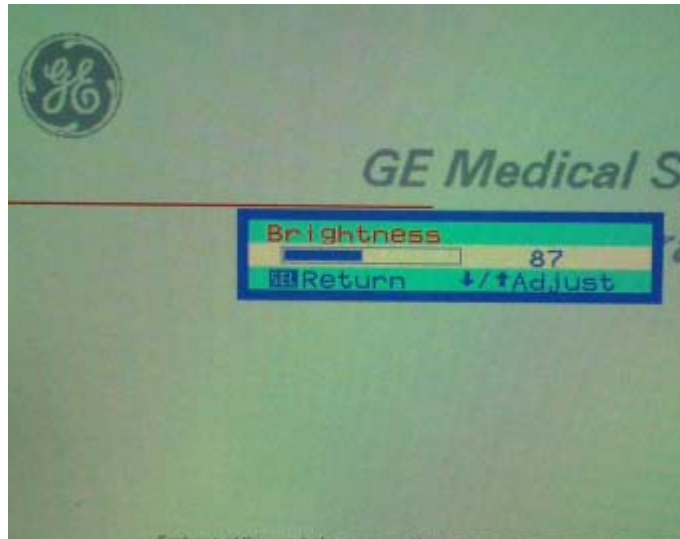 GE
GE Medical S
Brightness
87
SEL Return ↓/↑Adjust